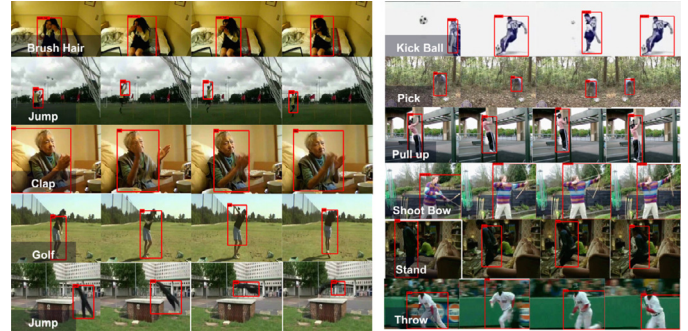 Brush Hair
Jump
Clap
Golf
Jump
Kick Ball
Pick
Pull up
Shoot Bow
Stand
Throw